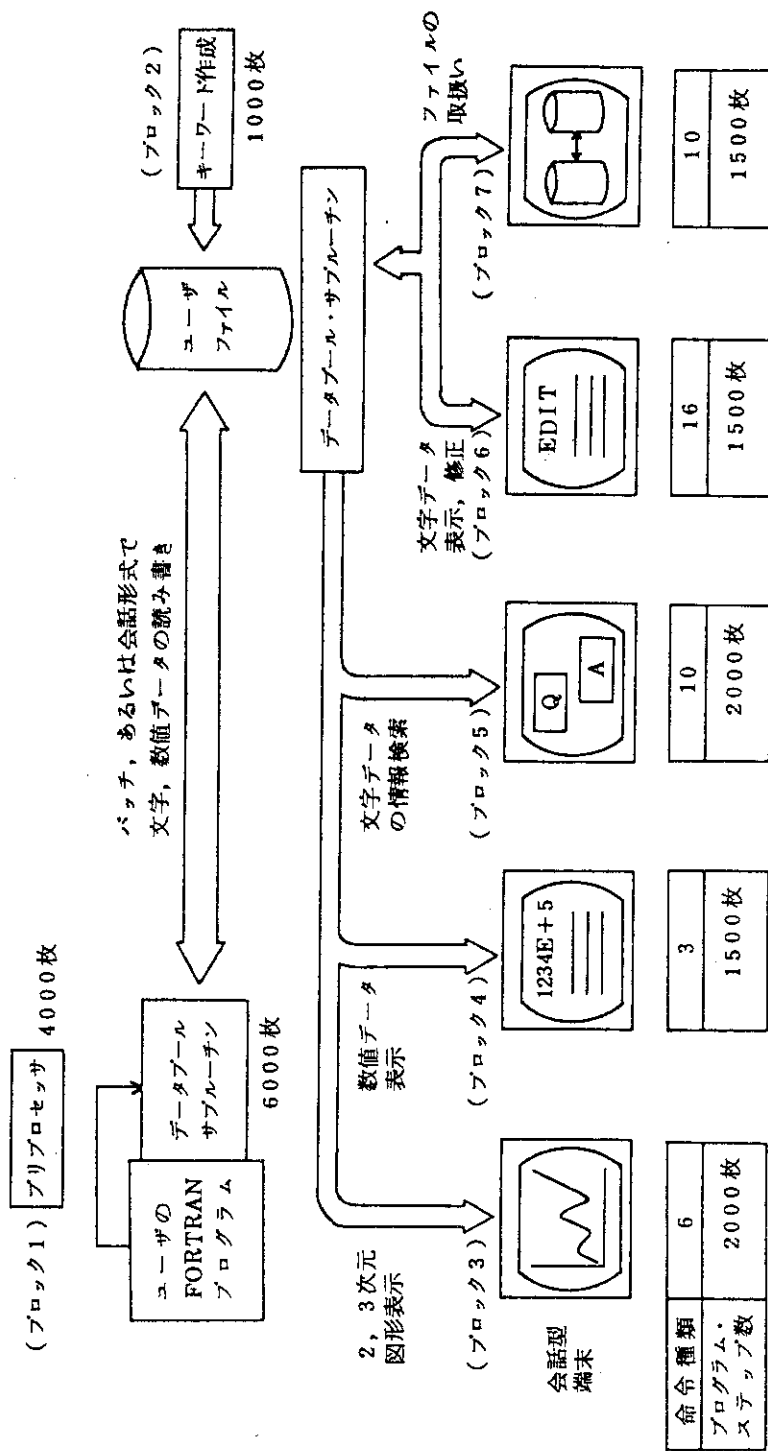 (ブロック1)
プリプロセッサ
4000枚
ユーザの
FORTRAN
プログラム
データプール
サブルーチン
6000枚
バッチ,あるいは会話形式で
文字,数値データの読み書き
ユーザ
ファイル
(ブロック2)
キーワード作成
1000枚
データプール・サブルーチン
2,3次元
図形表示
(ブロック3)
数値データ
表示
(ブロック4)
文字データ
の情報検索
(ブロック5)
文字データ
表示,修正
(ブロック6)
ファイルの
取扱い
(ブロック7)
会話型
端末
1234E+5
Q
A
EDIT
命令種類 6 3 10 16 10
プログラム・
ステップ数
2000枚 1500枚 2000枚 1500枚 1500枚